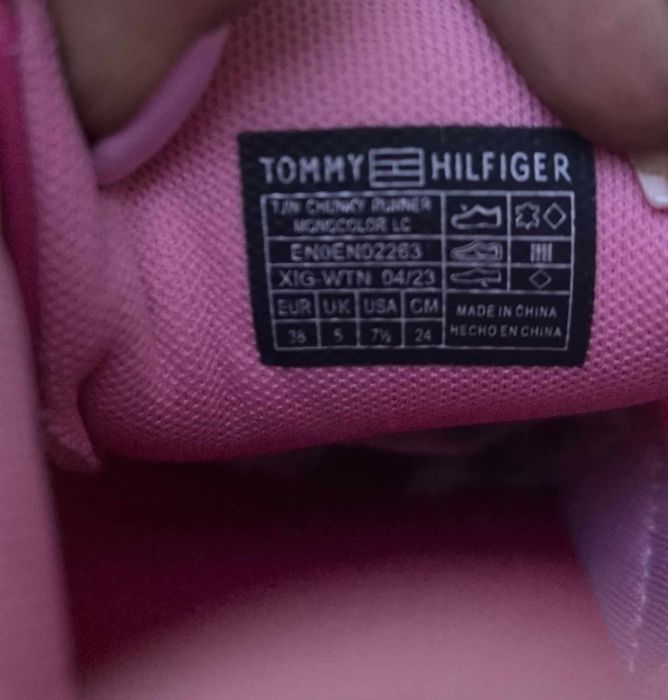 TOMMY HILFIGER
TJW CHUNKY RUNNER
MONOCOLOR LC
EN0EN02263
XIG-WTN 04/23
EUR UK USA CM
5 7½ 24
MADE IN CHINA
HECHO EN CHINA